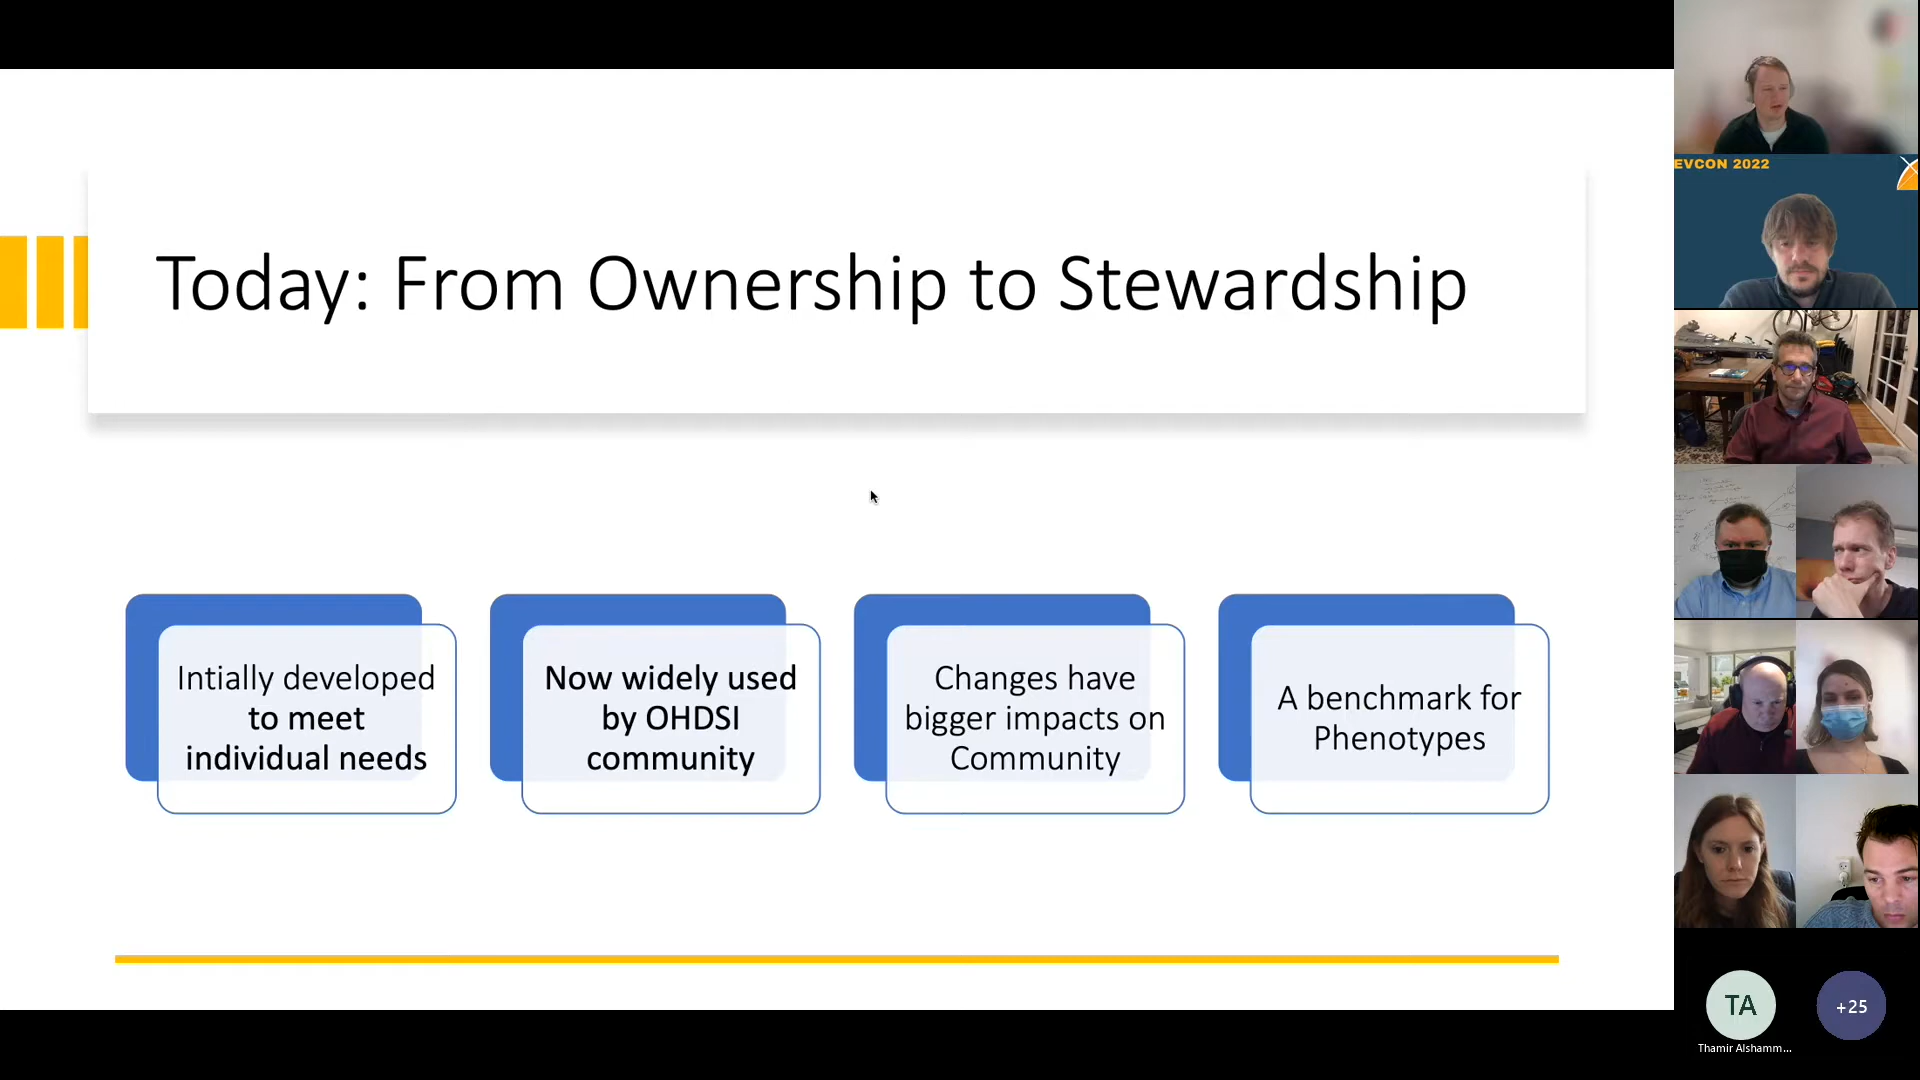 Today: From Ownership to Stewardship
Intially developed
to meet
individual needs
Now widely used
by OHDSI
community
Changes have
bigger impacts on
Community
A benchmark for
Phenotypes
EVCON 2022
TA
+25
Thamir Alshamm...